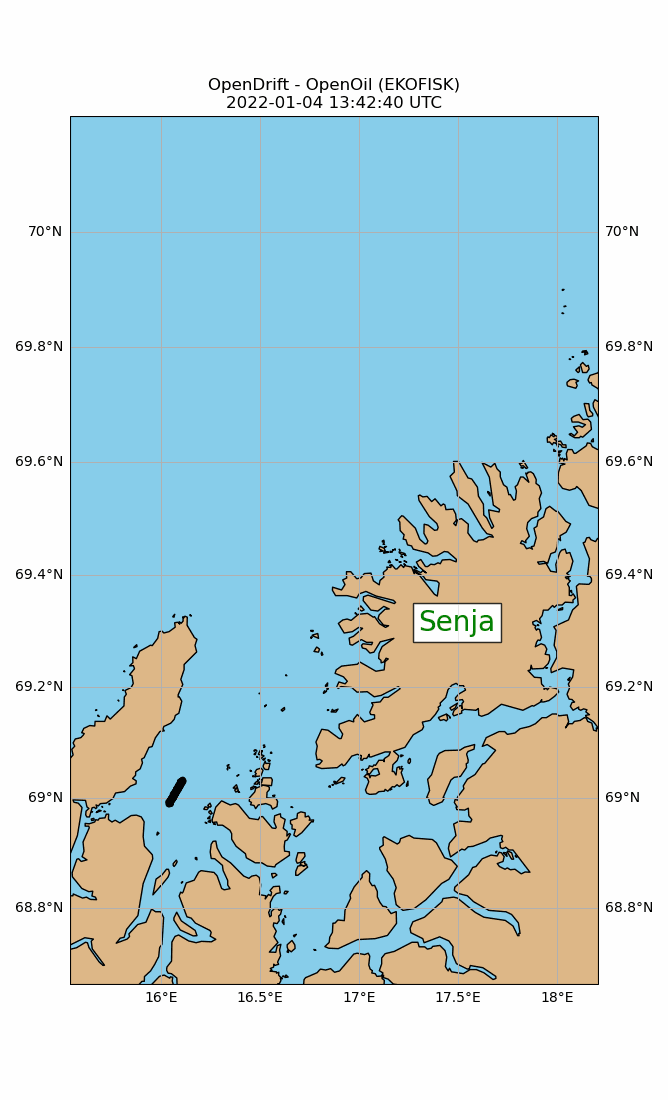 OpenDrift - OpenOil (EKOFISK)
2022-01-04 13:42:40 UTC
70°N 70°N
69.8°N 69.8°N
69.6°N 69.6°N
69.4°N 69.4°N
Senja
69.2°N 69.2°N
69°N 69°N
68.8°N 68.8°N
16°E 16.5°E 17°E 17.5°E 18°E